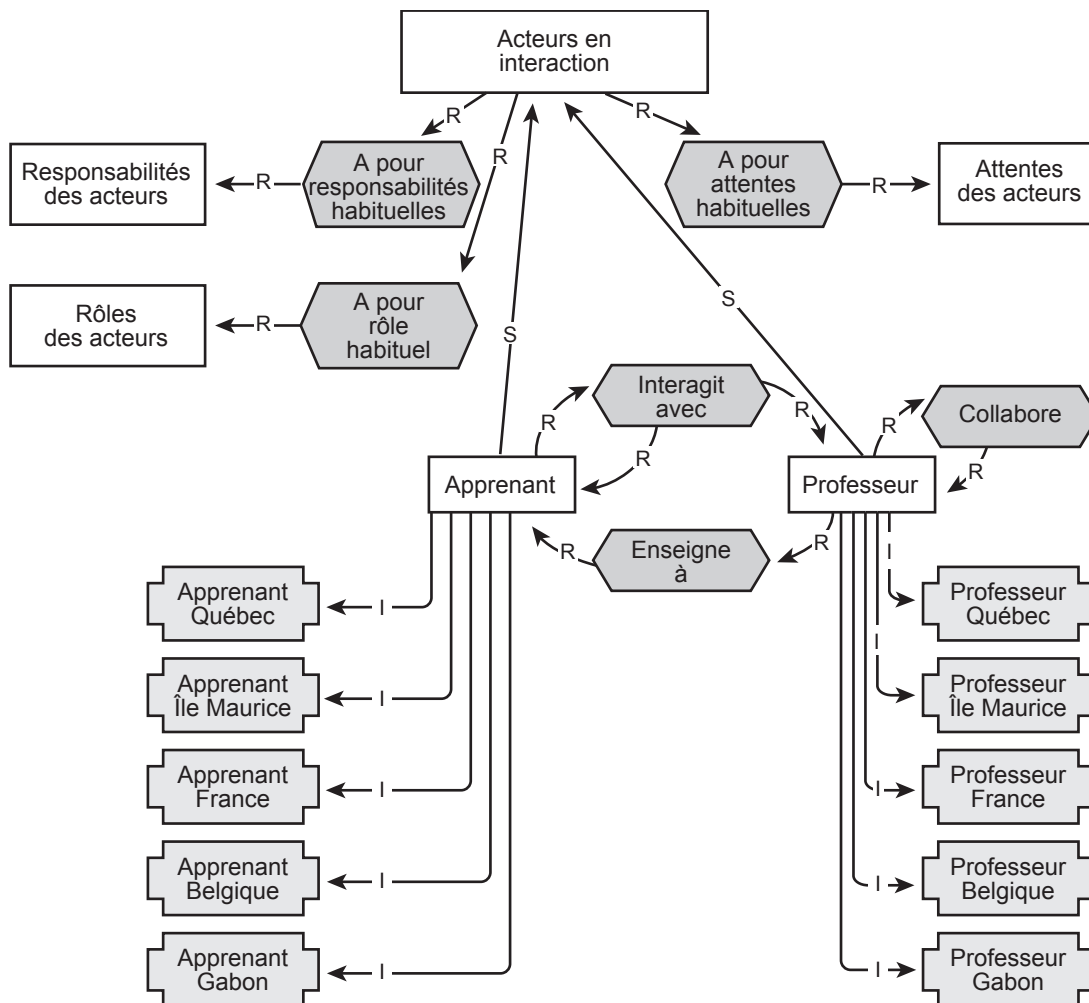 Acteurs en
interaction
R
R
R
Responsabilités
des acteurs
R
A pour
responsabilités
habituelles
A pour
attentes
habituelles
R
Attentes
des acteurs
Rôles
des acteurs
R
A pour
rôle
habituel
S
S
Interagit
avec
R
R
R
Collabore
R
R
Apprenant
Professeur
R
Enseigne
à
R
Apprenant
Québec
I
I
Professeur
Québec
Apprenant
Île Maurice
I
I
Professeur
Île Maurice
Apprenant
France
I
I
Professeur
France
Apprenant
Belgique
I
I
Professeur
Belgique
Apprenant
Gabon
I
I
Professeur
Gabon